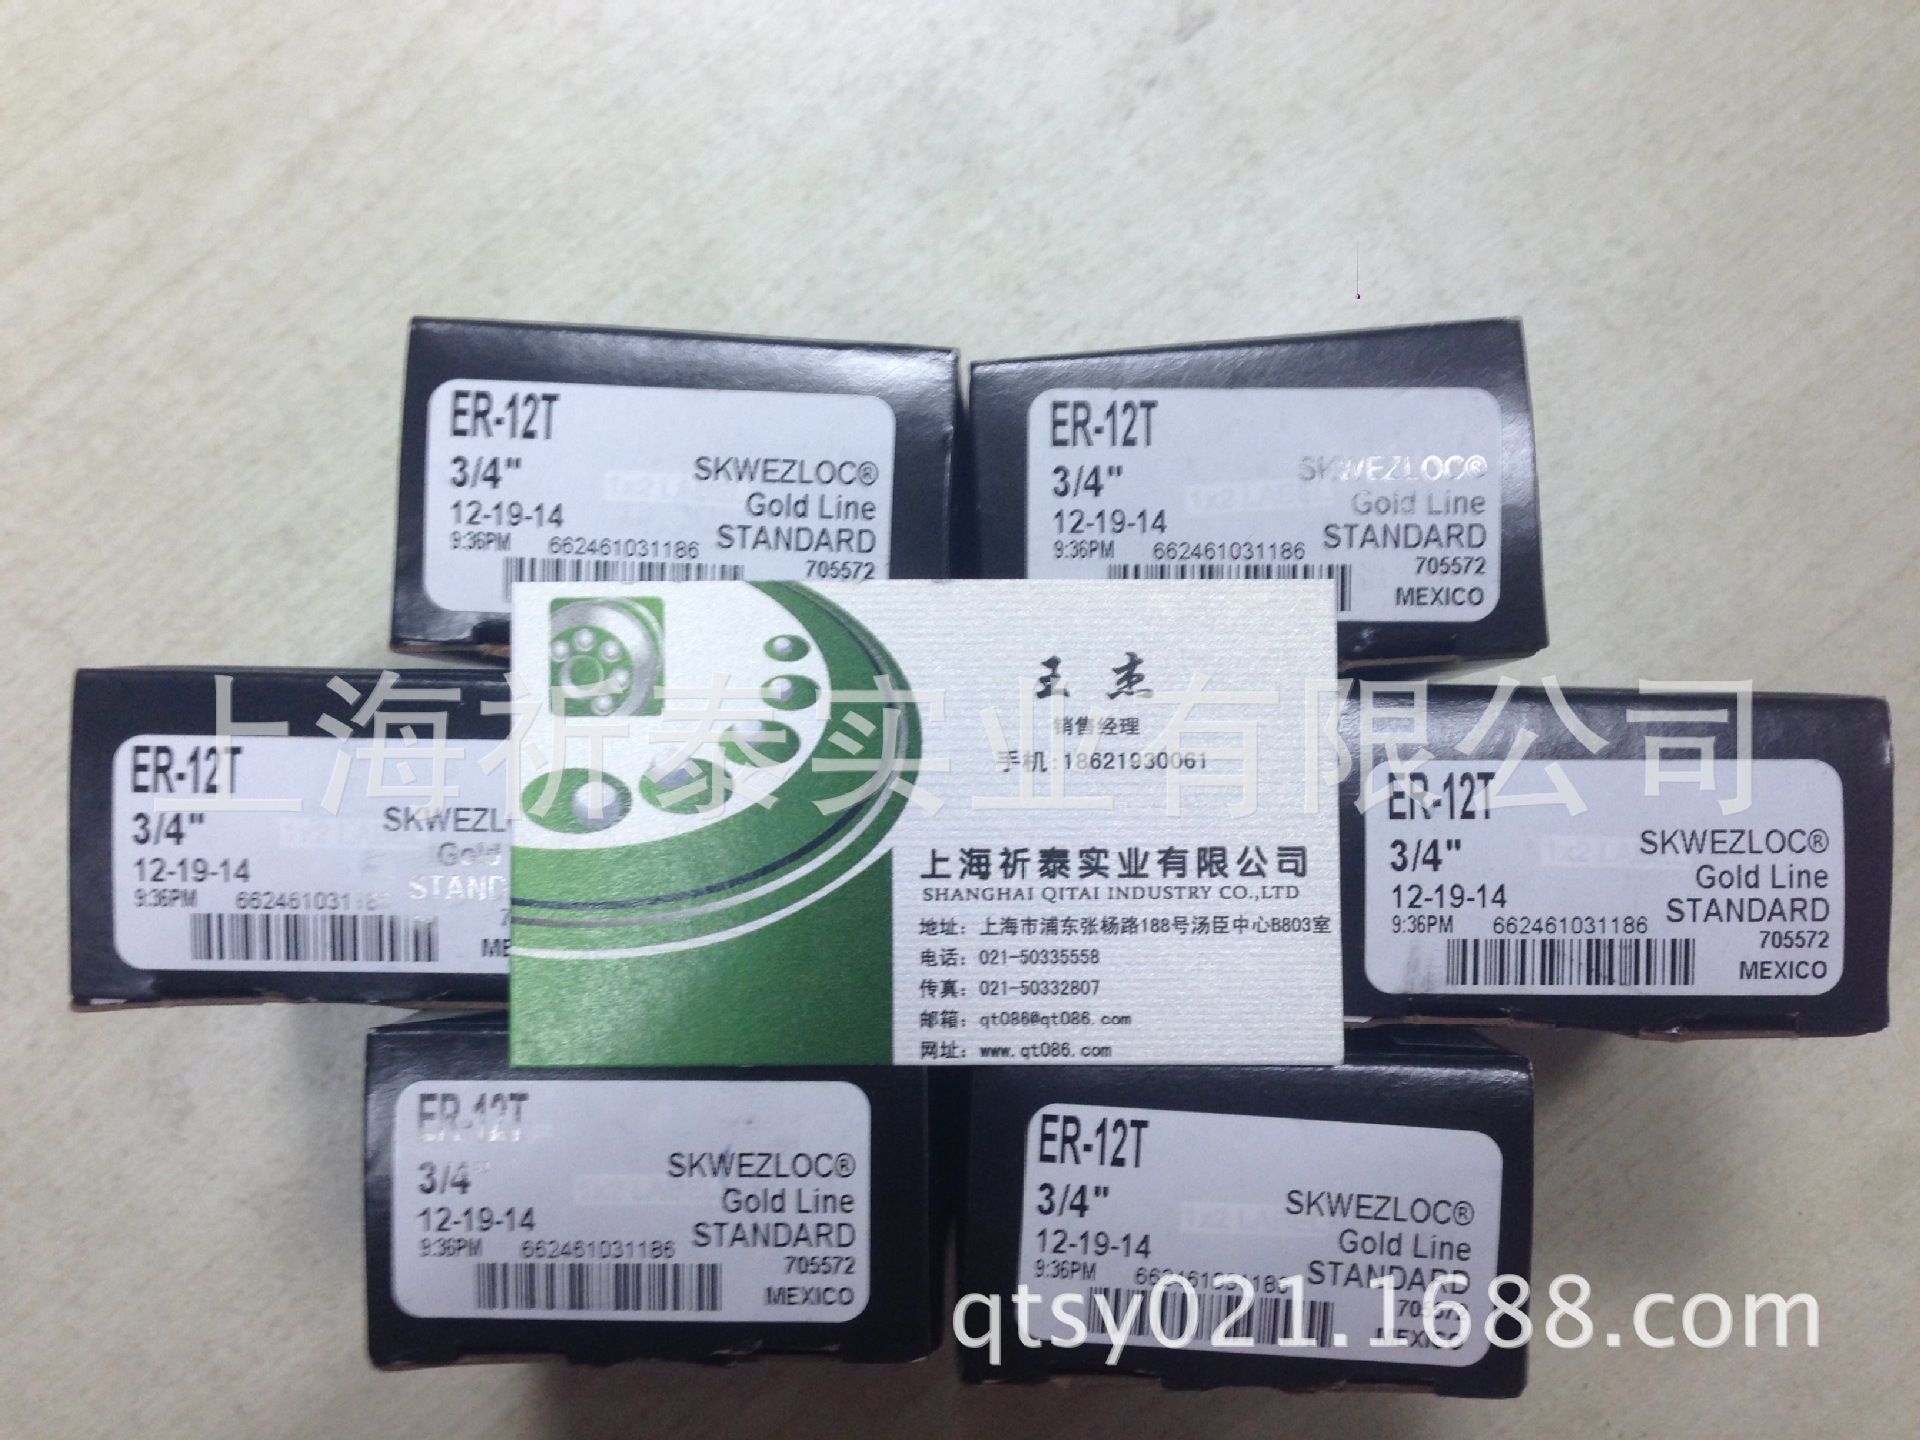 ER-12T
3/4"
12-19-14
9:36PM 662461031186
SKWEZLOC®
Gold Line
STANDARD
705572
ER-12T
3/4"
12-19-14
9:36PM 662461031186
SKWEZLOC®
Gold Line
STANDARD
705572
MEXICO
上海祈泰实业有限公司
ER-12T
3/4"
12-19-14
9:36PM
SKWEZL
Gold
STAND
王杰
销售经理
手机:18621930061
上海祈泰实业有限公司
SHANGHAI QITAI INDUSTRY CO.,LTD
地址: 上海市浦东张杨路188号汤臣中心B803室
电话: 021-50335558
传真: 021-50332807
邮箱: qt086@qt086.com
网址: www.qt086.com
ER-12T
3/4"
12-19-14
9:36PM 662461031186
SKWEZLOC®
Gold Line
STANDARD
705572
MEXICO
ER-12T
3/4"
12-19-14
9:36PM 662461031186
SKWEZLOC®
Gold Line
STANDARD
705572
MEXICO
ER-12T
3/4"
12-19-14
9:36PM 662461031186
SKWEZLOC®
Gold Line
STANDARD
705572
MEXICO
qtsy021.1688.com